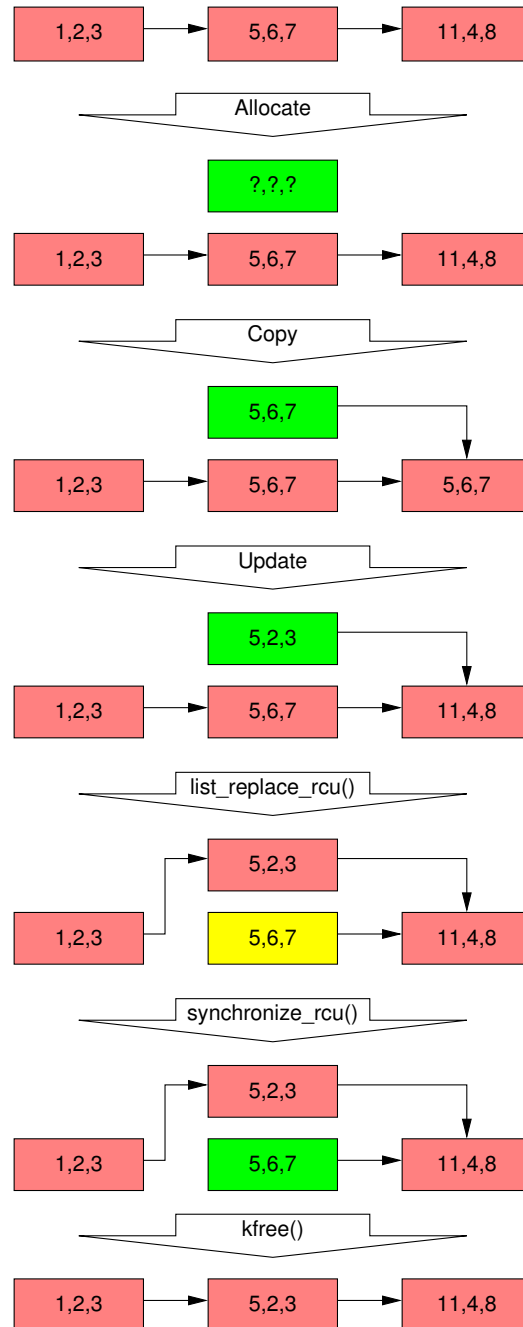 1,2,3 5,6,7 11,4,8
Allocate
?,?,?
1,2,3 5,6,7 11,4,8
Copy
5,6,7
1,2,3 5,6,7 5,6,7
Update
5,2,3
1,2,3 5,6,7 11,4,8
list_replace_rcu()
5,2,3
1,2,3 5,6,7 11,4,8
synchronize_rcu()
5,2,3
1,2,3 5,6,7 11,4,8
kfree()
1,2,3 5,2,3 11,4,8